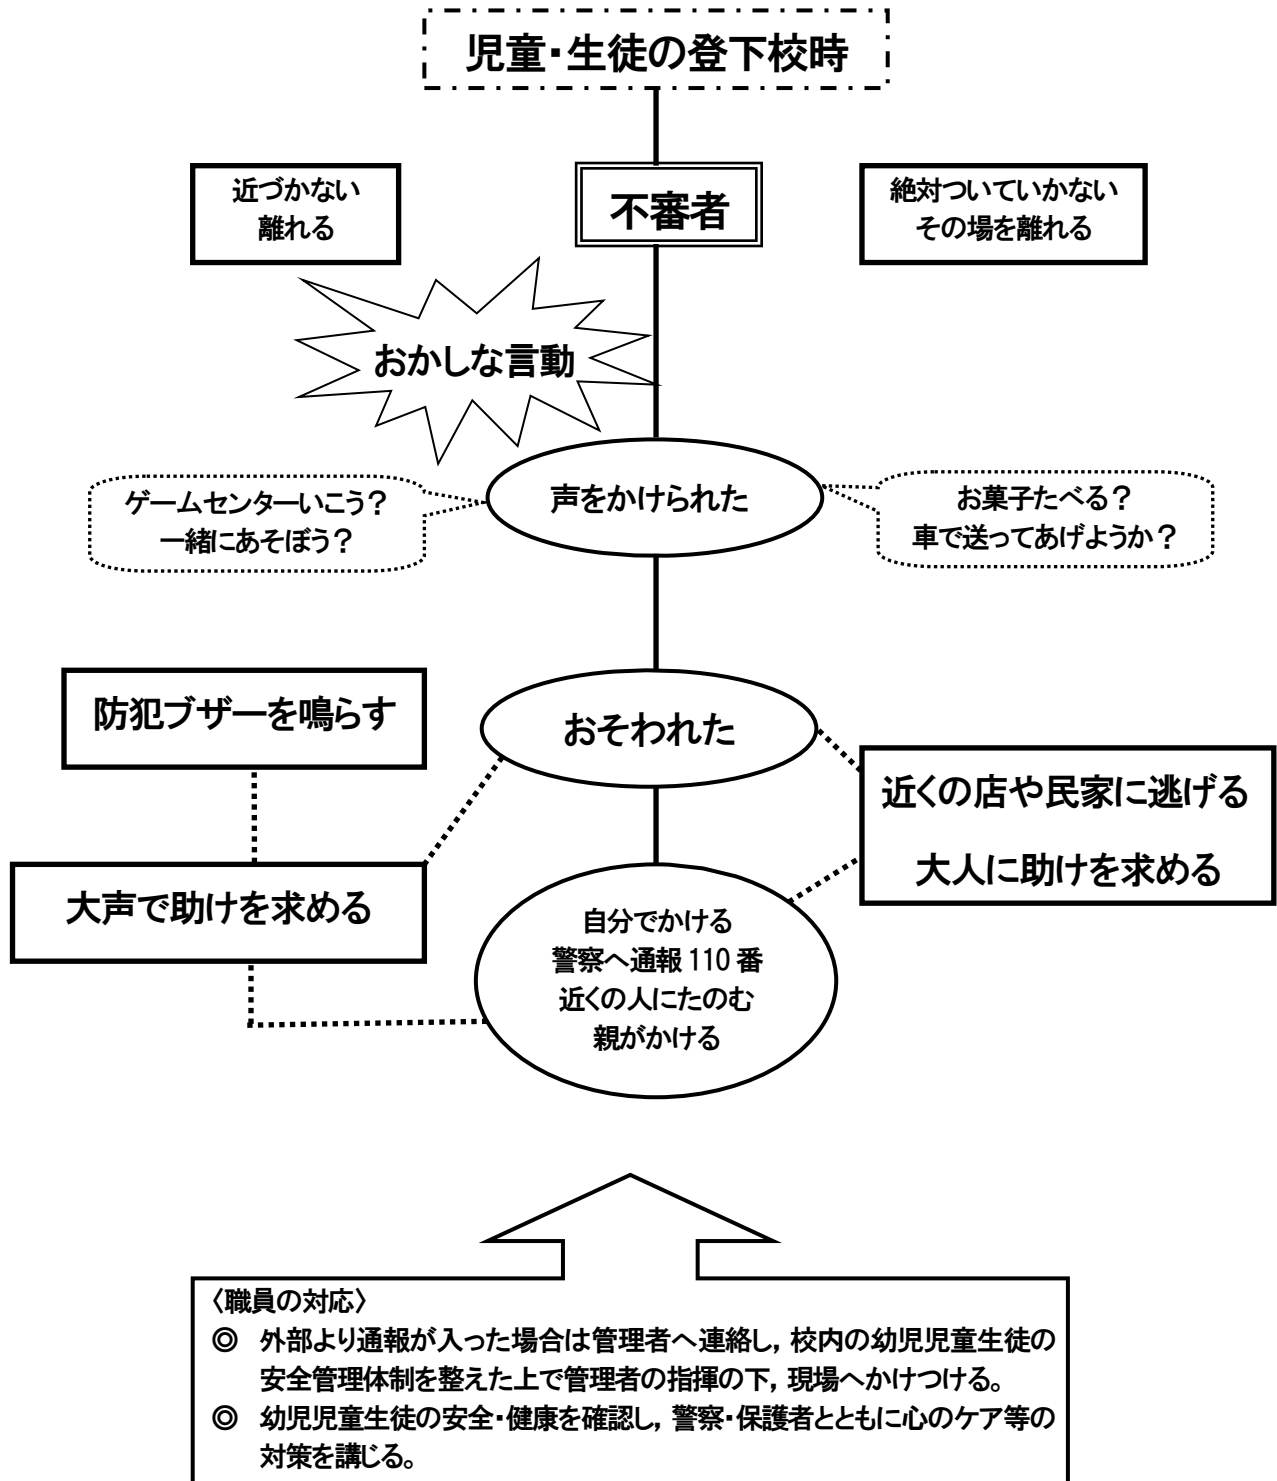 児童・生徒の登下校時
近づかない
離れる
不審者
絶対ついていかない
その場を離れる
おかしな言動
ゲームセンターいこう？
一緒にあそぼう？
声をかけられた
お菓子たべる？
車で送ってあげようか？
防犯ブザーを鳴らす
おそわれた
近くの店や民家に逃げる
大人に助けを求める
大声で助けを求める
自分でかける
警察へ通報 110 番
近くの人にたのむ
親がかける
〈職員の対応〉
◎ 外部より通報が入った場合は管理者へ連絡し，校内の幼児児童生徒の
安全管理体制を整えた上で管理者の指揮の下，現場へかけつける。
◎ 幼児児童生徒の安全・健康を確認し，警察・保護者とともに心のケア等の
対策を講じる。